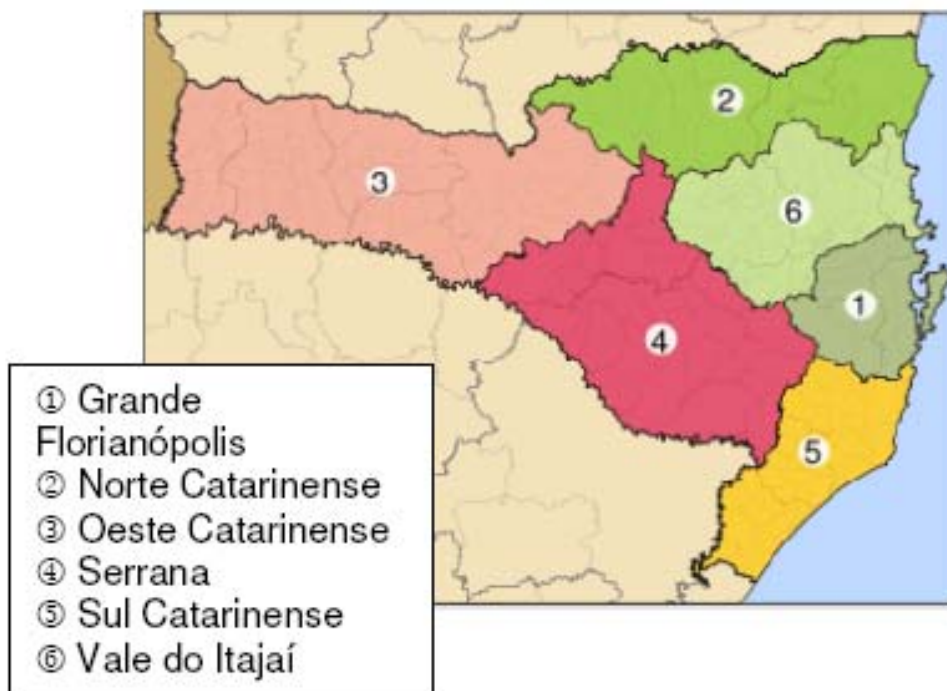 2
3
6
1
4
5
① Grande
Florianópolis
② Norte Catarinense
③ Oeste Catarinense
④ Serrana
⑤ Sul Catarinense
⑥ Vale do Itajaí